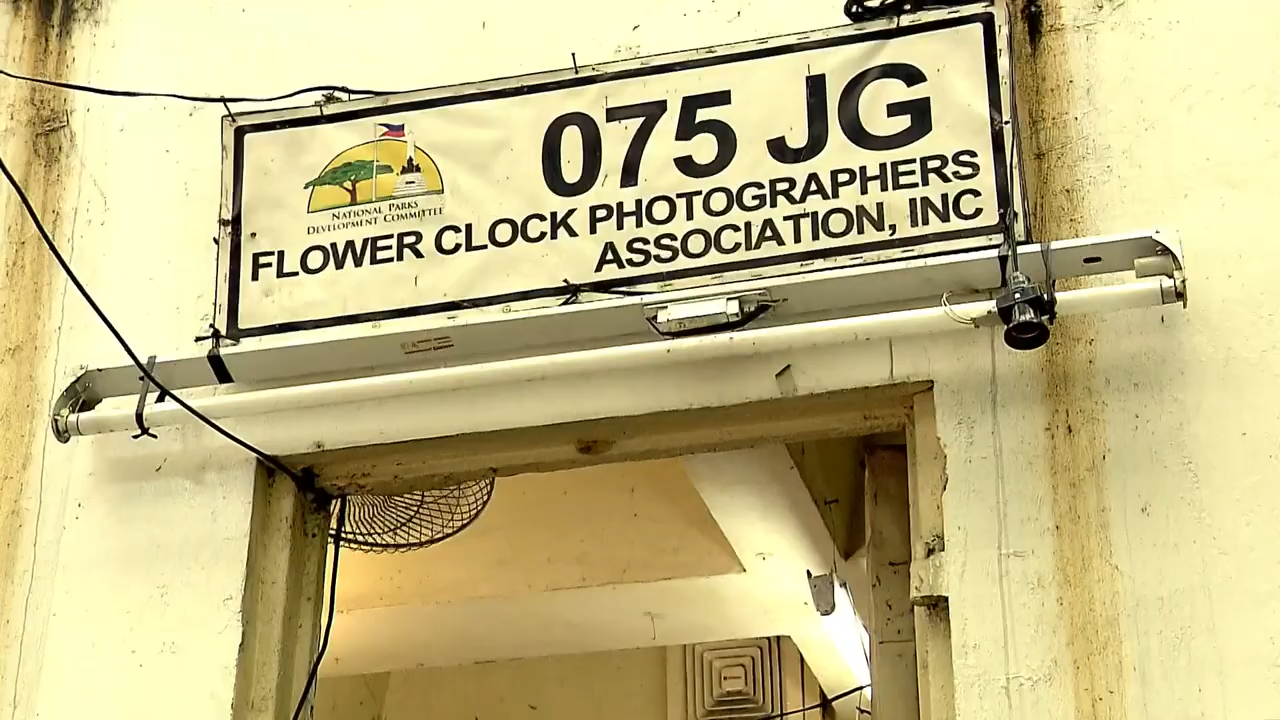 075 JG
NATIONAL PARKS
DEVELOPMENT COMMITTEE
FLOWER CLOCK PHOTOGRAPHERS
ASSOCIATION, INC